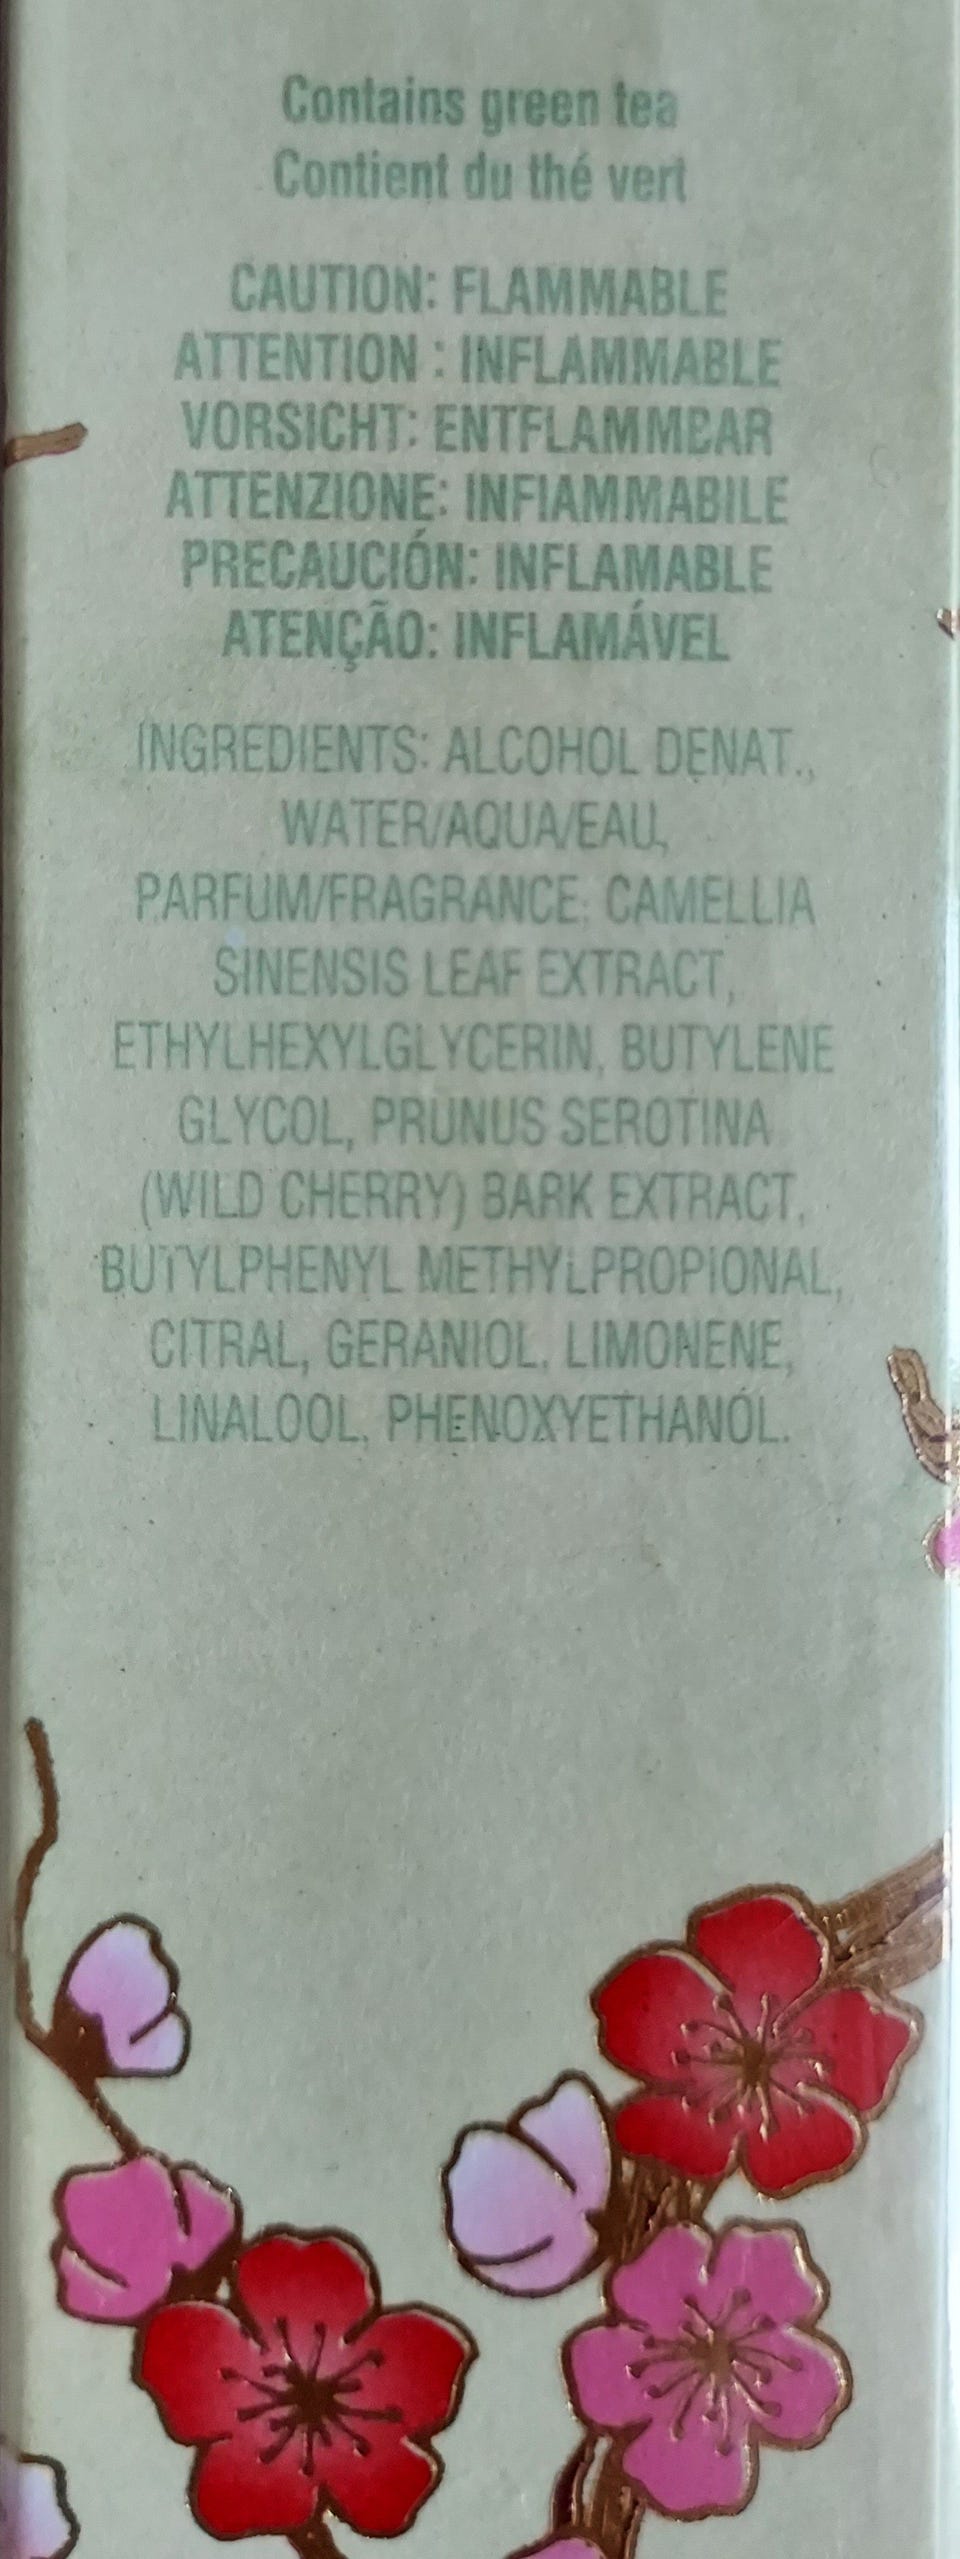 Contains green tea
Contient du thé vert
CAUTION: FLAMMABLE
ATTENTION : INFLAMMABLE
VORSICHT: ENTFLAMMBAR
ATTENZIONE: INFIAMMABILE
PRECAUCIÓN: INFLAMABLE
ATENÇÃO: INFLAMÁVEL
INGREDIENTS: ALCOHOL DENAT.,
WATER/AQUA/EAU,
PARFUM/FRAGRANCE; CAMELLIA
SINENSIS LEAF EXTRACT,
ETHYLHEXYLGLYCERIN, BUTYLENE
GLYCOL, PRUNUS SEROTINA
(WILD CHERRY) BARK EXTRACT,
BUTYLPHENYL METHYLPROPIONAL,
CITRAL, GERANIOL, LIMONENE,
LINALOOL, PHENOXYETHANOL.